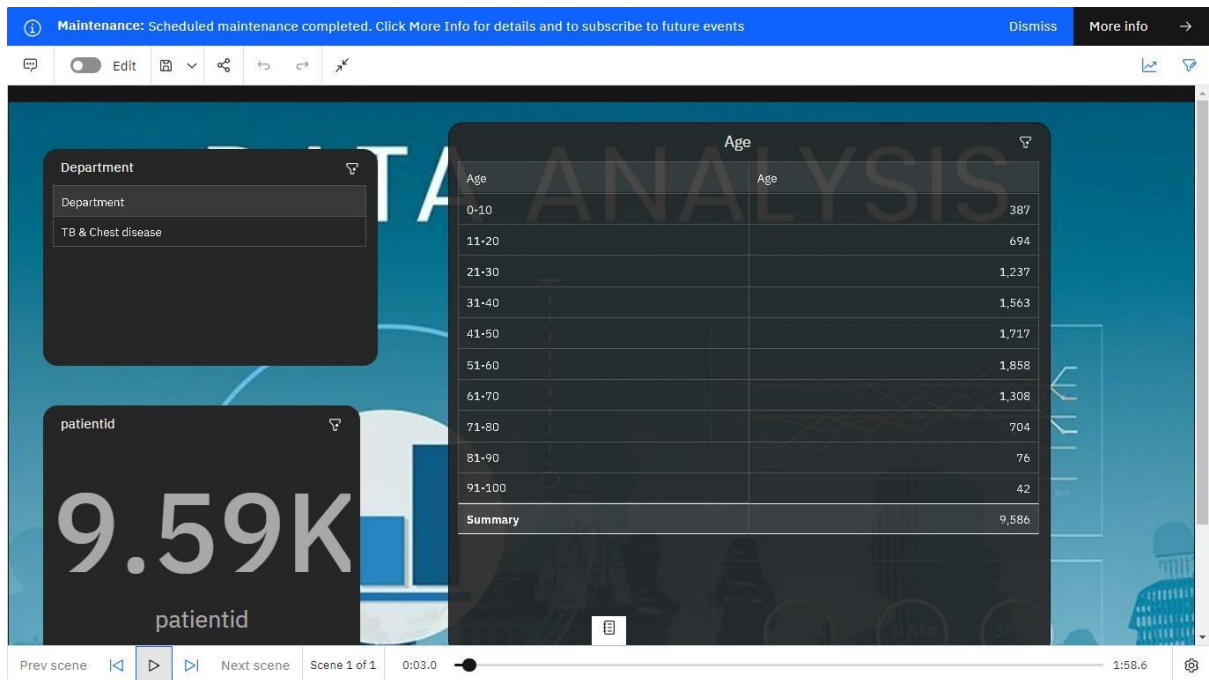 Maintenance: Scheduled maintenance completed. Click More Info for details and to subscribe to future events Dismiss More info
Edit
DATA ANALYSIS
Department
Department
TB & Chest disease
patientid
9.59K
patientid
Age
Age Age
0-10 387
11-20 694
21-30 1,237
31-40 1,563
41-50 1,717
51-60 1,858
61-70 1,308
71-80 704
81-90 76
91-100 42
Summary 9,586
Prev scene Next scene Scene 1 of 1 0:03.0 1:58.6